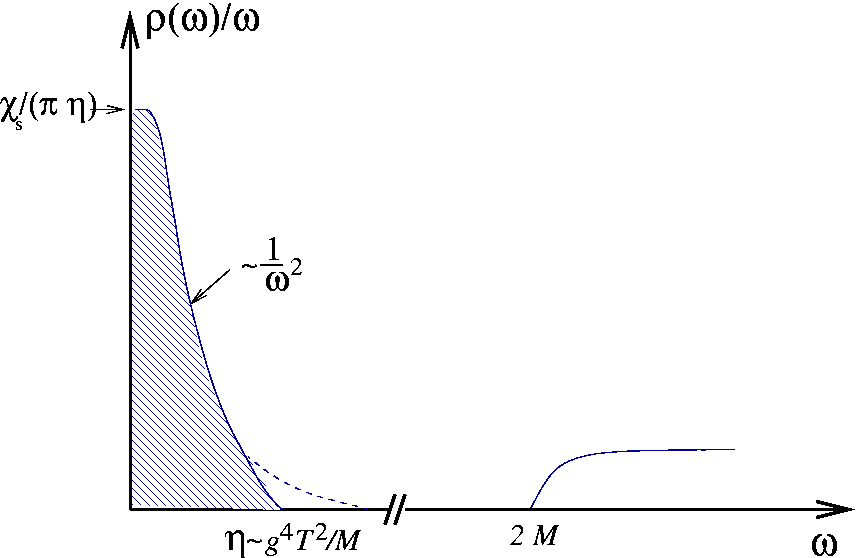 ρ(ω)/ω
χs/(π η)
~1/ω²
η~g⁴T²/M
2 M
ω